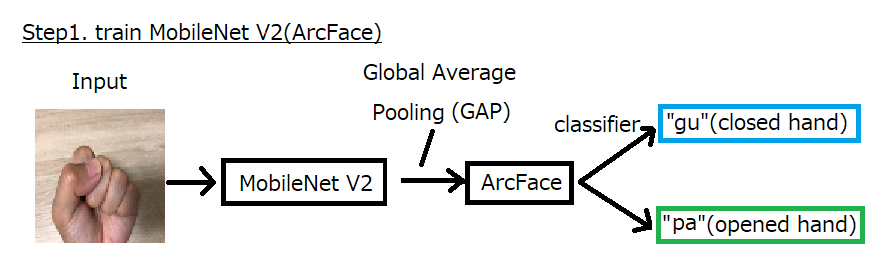 Step1. train MobileNet V2(ArcFace)
Input
Global Average
Pooling (GAP)
classifier
"gu"(closed hand)
MobileNet V2
ArcFace
"pa"(opened hand)